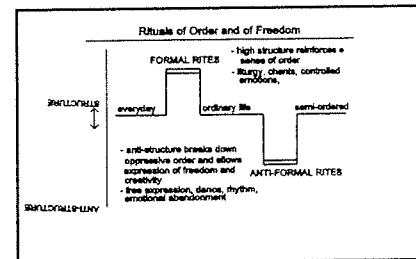 Rituals of Order and of Freedom
FORMAL RITES
- high structure reinforces a
sense of order
- liturgy, chants, controlled
emotions,
STRUCTURE
everyday
ordinary life
semi-ordered
- anti-structure breaks down
oppressive order and allows
expression of freedom and
creativity
- free expression, dance, rhythm,
emotional abandonment
ANTI-FORMAL RITES
ANTI-STRUCTURE